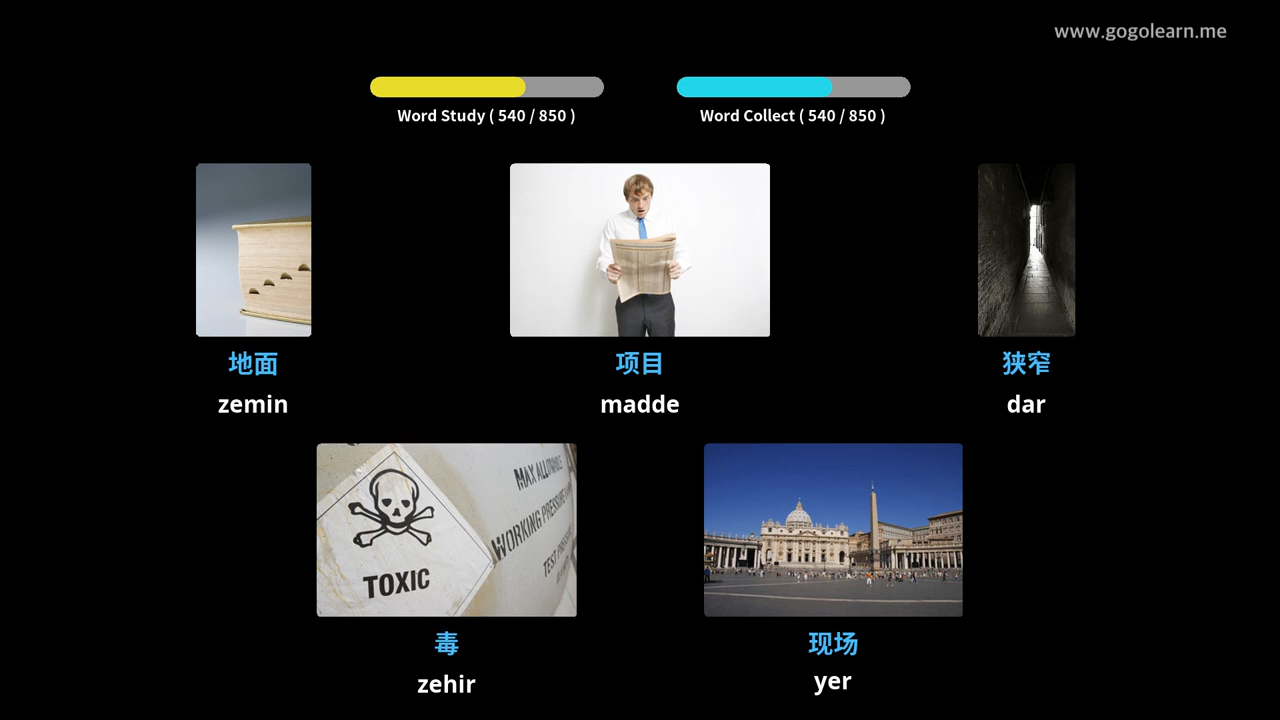 www.gogolearn.me
Word Study ( 540 / 850 )
Word Collect ( 540 / 850 )
地面
zemin
项目
madde
狭窄
dar
TOXIC
MAX ALLOWABLE
WORKING PRESSURE
TEST
毒
zehir
现场
yer